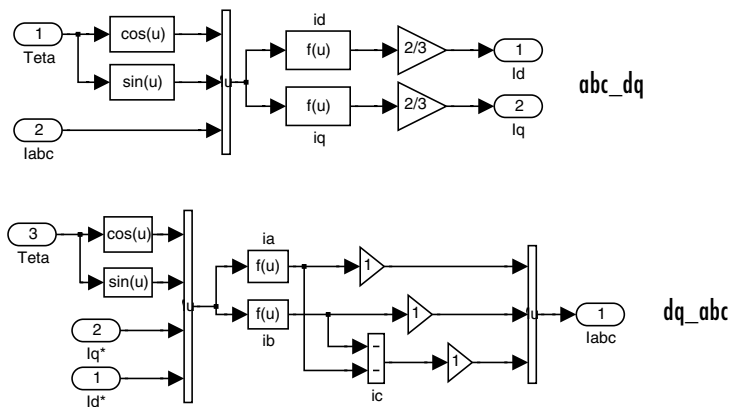 id
1
cos(u)
f(u)
2/3
1
Teta
Id
sin(u)
u
f(u)
2/3
2
abc_dq
2
iq
Iq
Iabc
cos(u)
3
ia
Teta
f(u)
1
sin(u)
u
f(u)
1
u
1
dq_abc
2
ib
Iabc
Iq*
-
-
1
1
ic
Id*